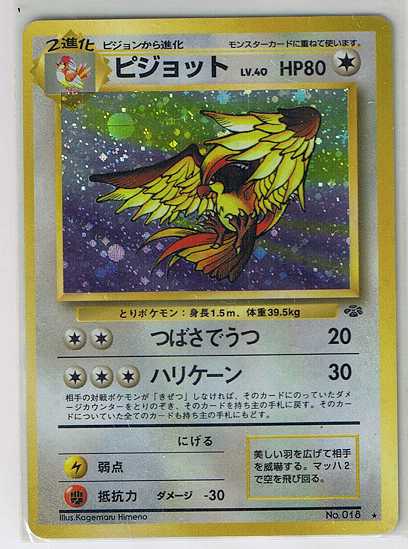 2進化 ピジョンから進化 モンスターカードに重ねて使います。
ピジョット LV.40 HP80
とりポケモン：身長1.5m、体重39.5kg
つばさでうつ 20
ハリケーン 30
相手の対戦ポケモンが「きぜつ」しなければ、そのカードにのっていたダ
メージカウンターをとりのぞき、そのカードを持ち主の手に戻す。そのカー
ドについていた全てのカードも持ち主の手にもどす。
にげる
弱点
抵抗力 ダメージ -30
美しい羽を広げて相手
を威嚇する。マッハ2
で空を飛び回る。
Illus.Kagemaru Himeno No.018